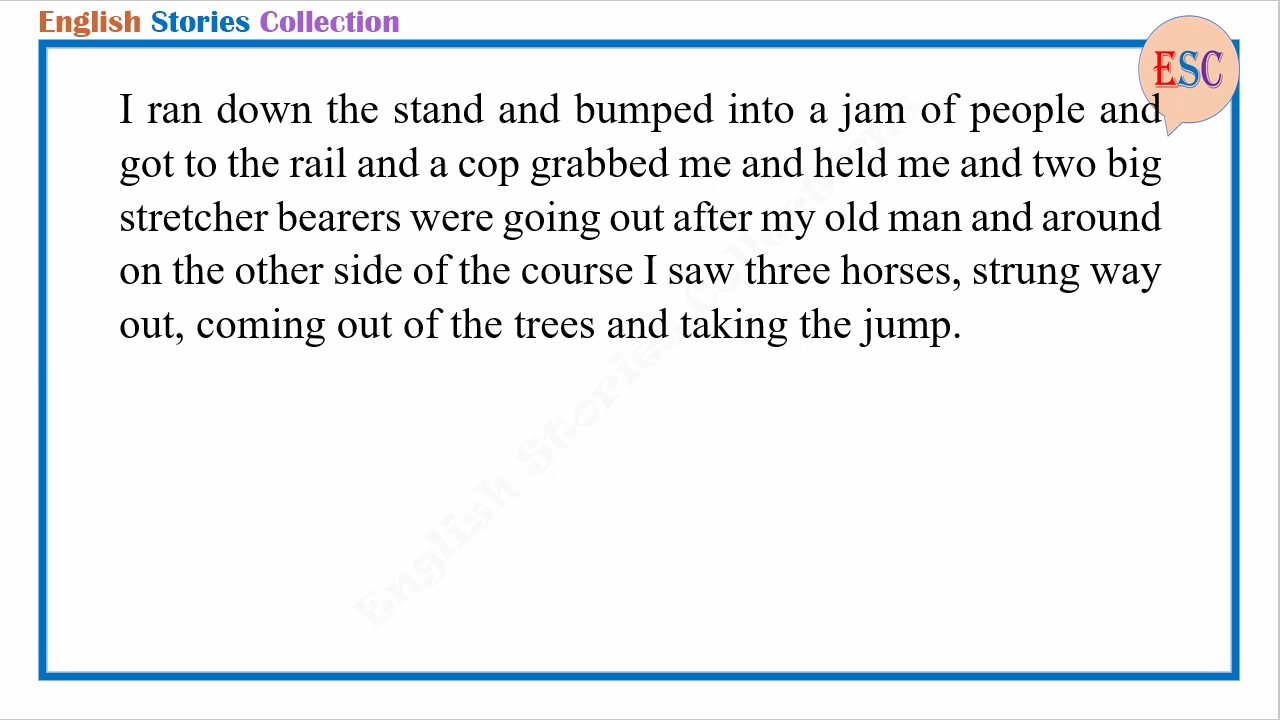 English Stories Collection
ESC
I ran down the stand and bumped into a jam of people and
got to the rail and a cop grabbed me and held me and two big
stretcher bearers were going out after my old man and around
on the other side of the course I saw three horses, strung way
out, coming out of the trees and taking the jump.
English Stories Collections